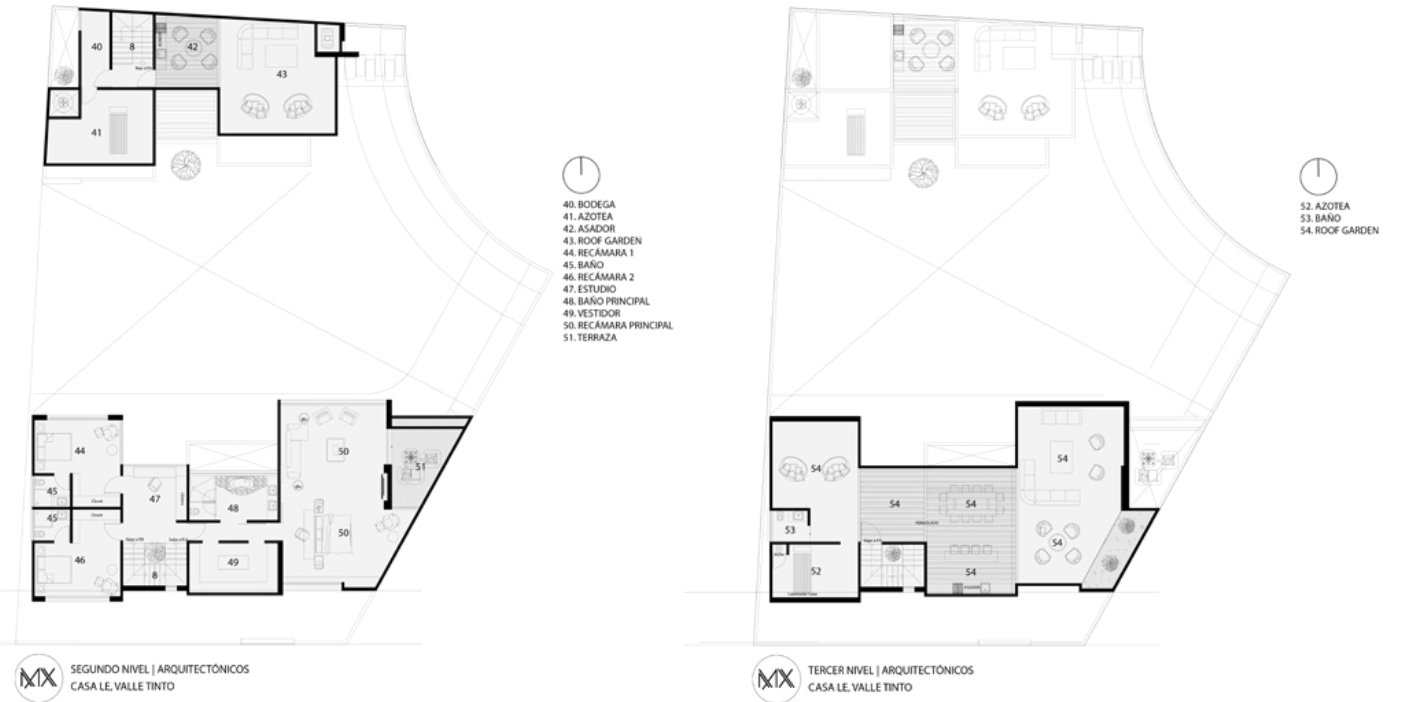 40
8
42
43
41
40. BODEGA
41. AZOTEA
42. ASADOR
43. ROOF GARDEN
44. RECÁMARA 1
45. BAÑO
46. RECÁMARA 2
47. ESTUDIO
48. BAÑO PRINCIPAL
49. VESTIDOR
50. RECÁMARA PRINCIPAL
51. TERRAZA
44
50
51
45
47
48
45
50
46
8
49
Closet
Closet
MX
SEGUNDO NIVEL | ARQUITECTÓNICOS
CASA LE, VALLE TINTO
52. AZOTEA
53. BAÑO
54. ROOF GARDEN
54
54
54
54
53
54
52
54
MX
TERCER NIVEL | ARQUITECTÓNICOS
CASA LE, VALLE TINTO